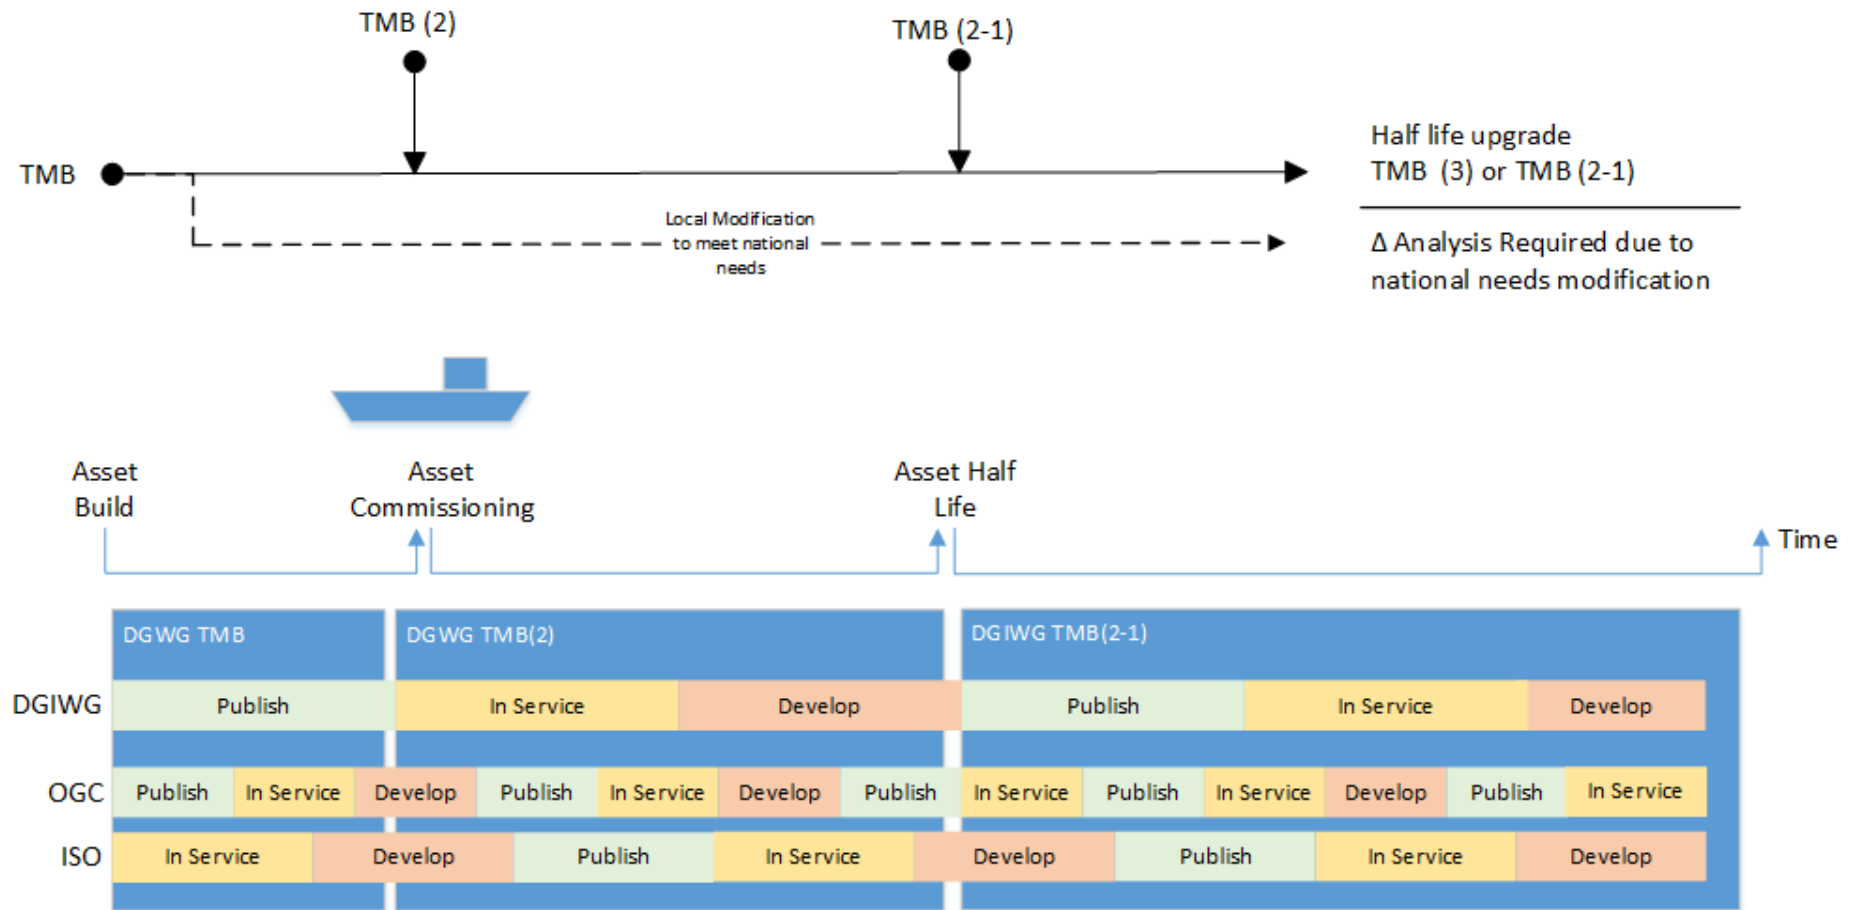 TMB (2)
TMB (2-1)
TMB
Half life upgrade
TMB (3) or TMB (2-1)
Local Modification
to meet national
needs
Δ Analysis Required due to
national needs modification
Asset
Build
Asset
Commissioning
Asset Half
Life
Time
DGWG TMB
DGWG TMB(2)
DGIWG TMB(2-1)
DGIWG
Publish
In Service
Develop
Publish
In Service
Develop
OGC
Publish
In Service
Develop
Publish
In Service
Develop
Publish
In Service
Publish
In Service
Develop
Publish
In Service
ISO
In Service
Develop
Publish
In Service
Develop
Publish
In Service
Develop